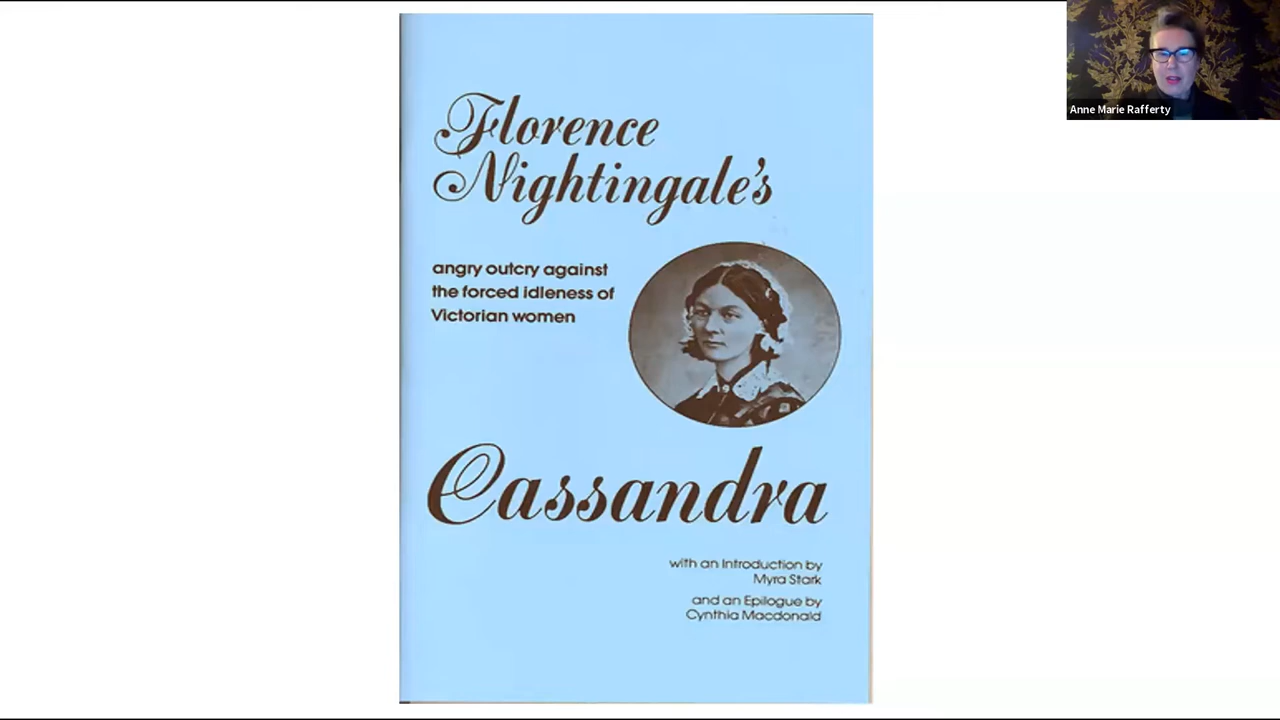 Florence
Nightingale's
angry outcry against
the forced idleness of
Victorian women
Cassandra
with an Introduction by
Myra Stark
and an Epilogue by
Cynthia Macdonald
Anne Marie Rafferty